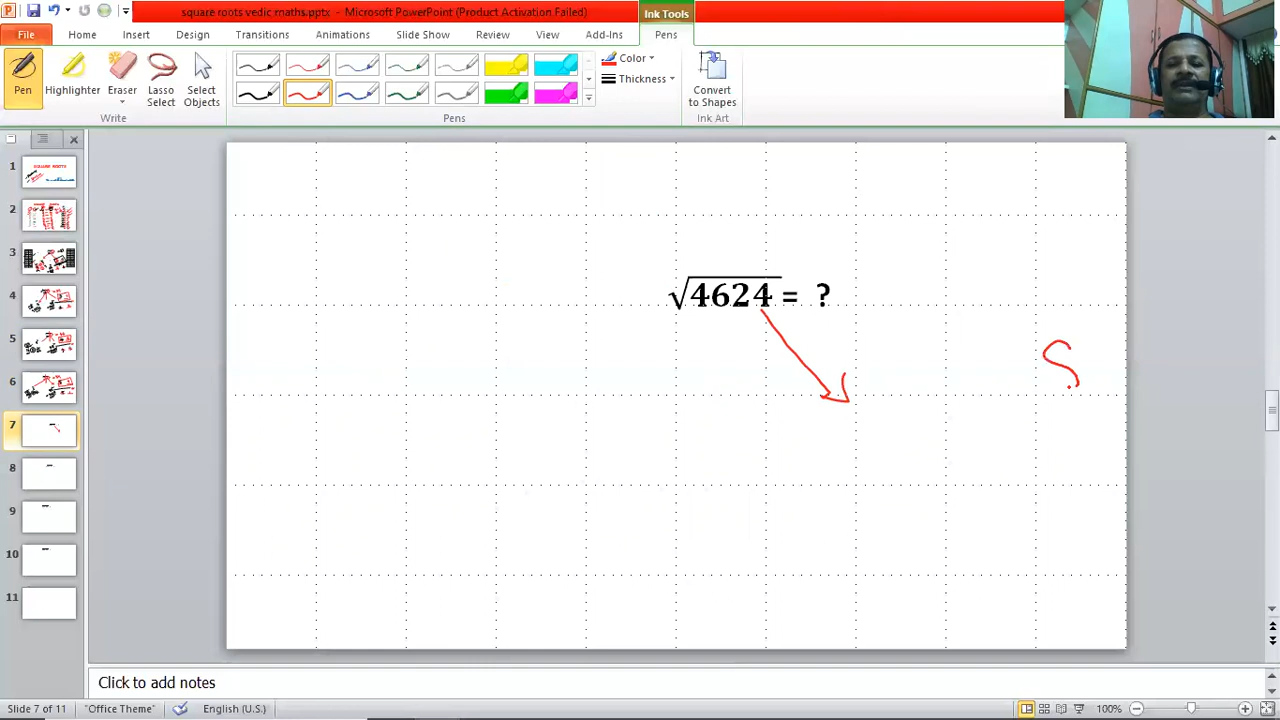 square roots vedic maths.pptx - Microsoft PowerPoint (Product Activation Failed)
Ink Tools
File Home Insert Design Transitions Animations Slide Show Review View Add-Ins Pens
Pen Highlighter Eraser Lasso Select Select Objects
Color
Thickness
Convert to Shapes
Write Pens Ink Art
1
2
3
4
5
6
7
8
9
10
11
√4624 = ?
S
Click to add notes
Slide 7 of 11 "Office Theme" English (U.S.) 100%